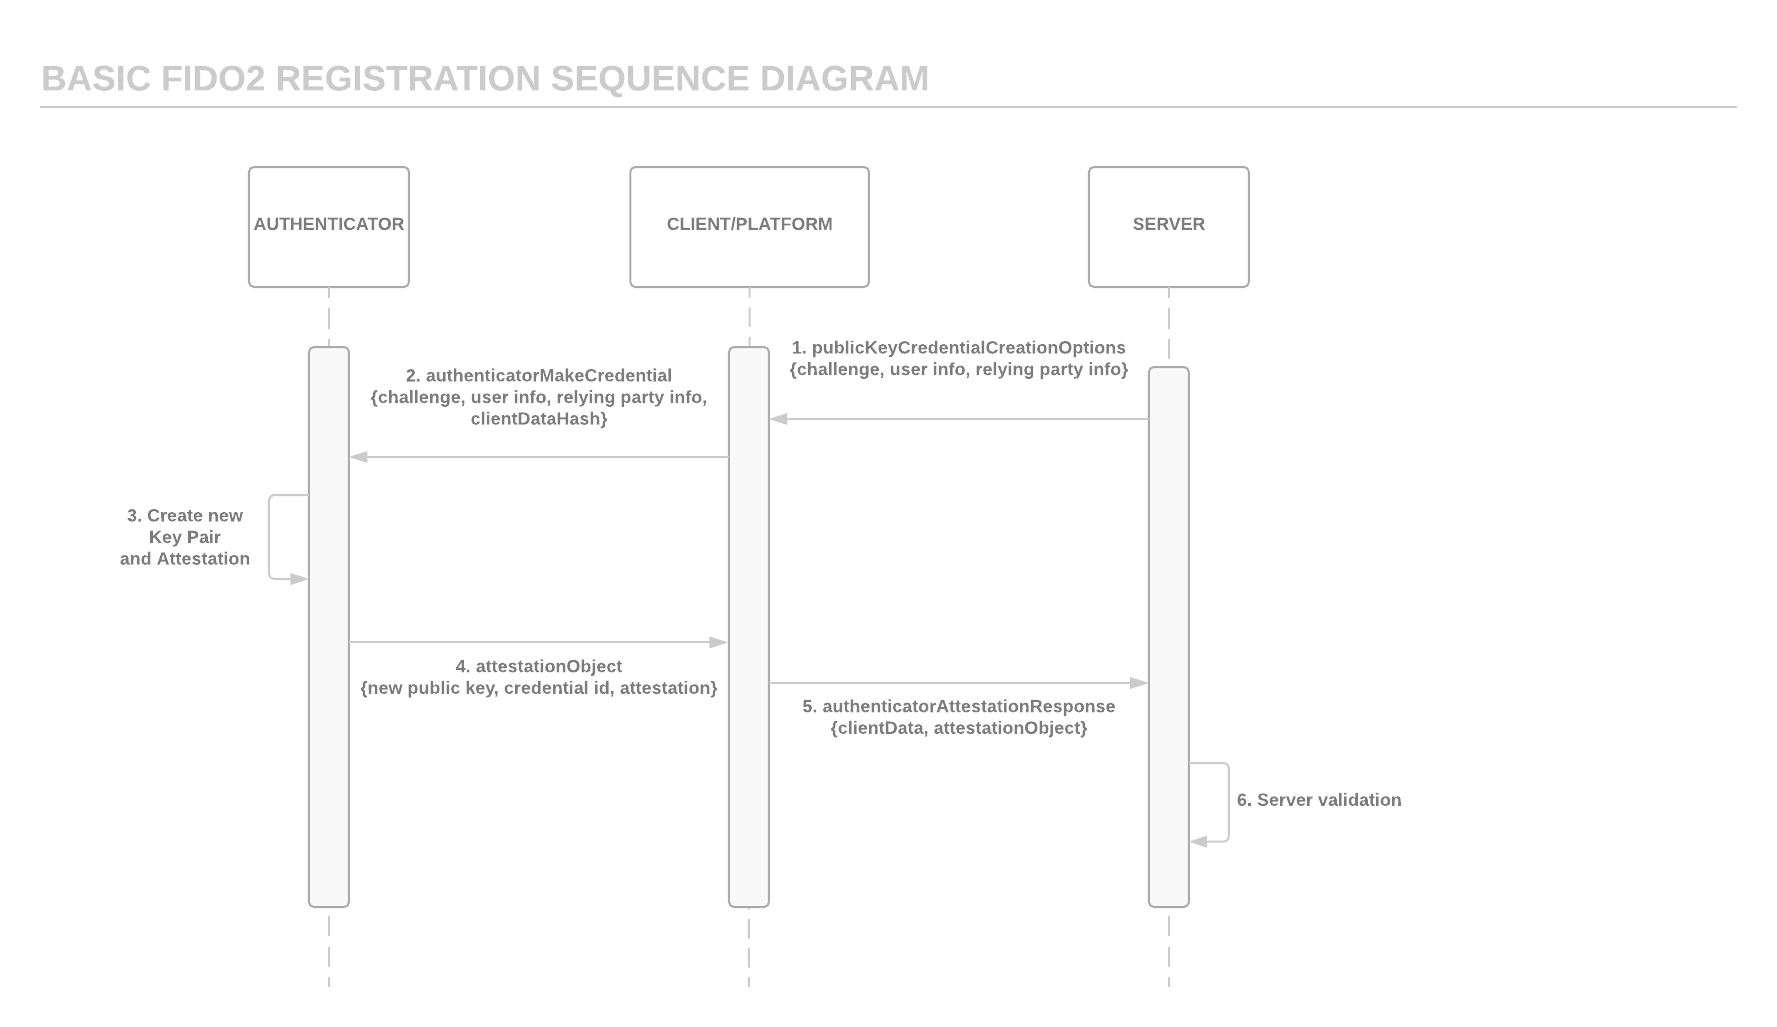 BASIC FIDO2 REGISTRATION SEQUENCE DIAGRAM
AUTHENTICATOR
CLIENT/PLATFORM
SERVER
1. publicKeyCredentialCreationOptions
{challenge, user info, relying party info}
2. authenticatorMakeCredential
{challenge, user info, relying party info,
clientDataHash}
3. Create new
Key Pair
and Attestation
4. attestationObject
{new public key, credential id, attestation}
5. authenticatorAttestationResponse
{clientData, attestationObject}
6. Server validation